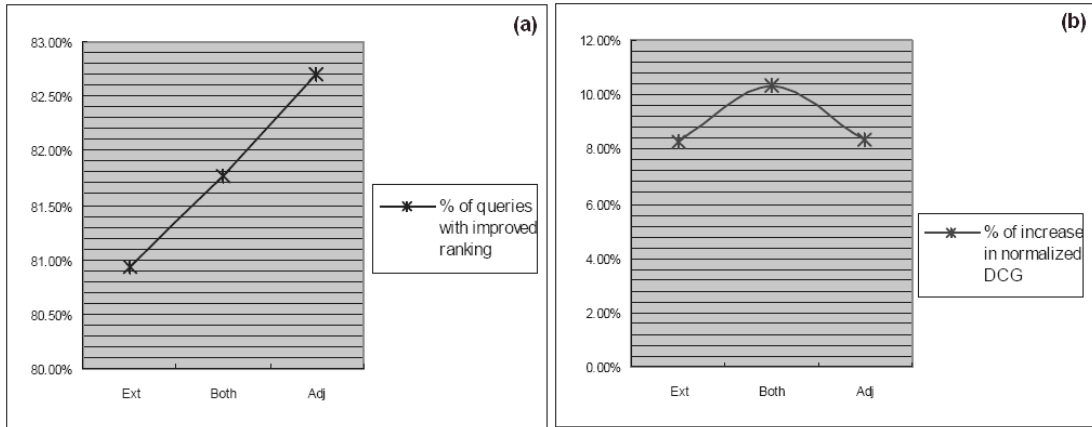 (a)
83.00%
82.50%
82.00%
81.50%
81.00%
80.50%
80.00%
Ext Both Adj
% of queries
with improved
ranking
(b)
12.00%
10.00%
8.00%
6.00%
4.00%
2.00%
0.00%
Ext Both Adj
% of increase
in normalized
DCG